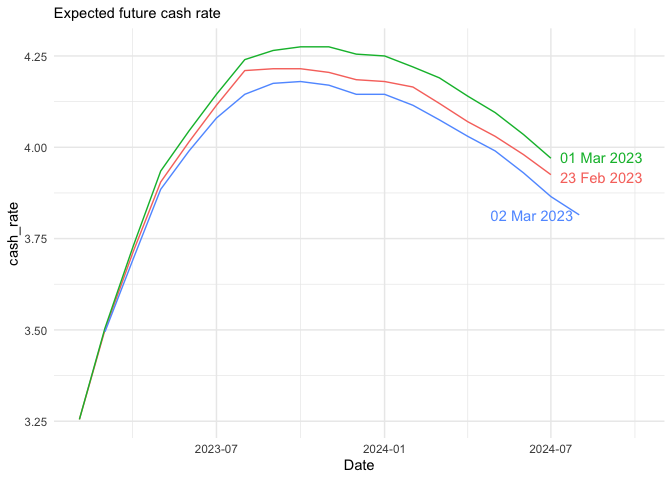 Expected future cash rate
4.25
4.00
3.75
3.50
3.25
cash_rate
01 Mar 2023
23 Feb 2023
02 Mar 2023
2023-07
2024-01
2024-07
Date